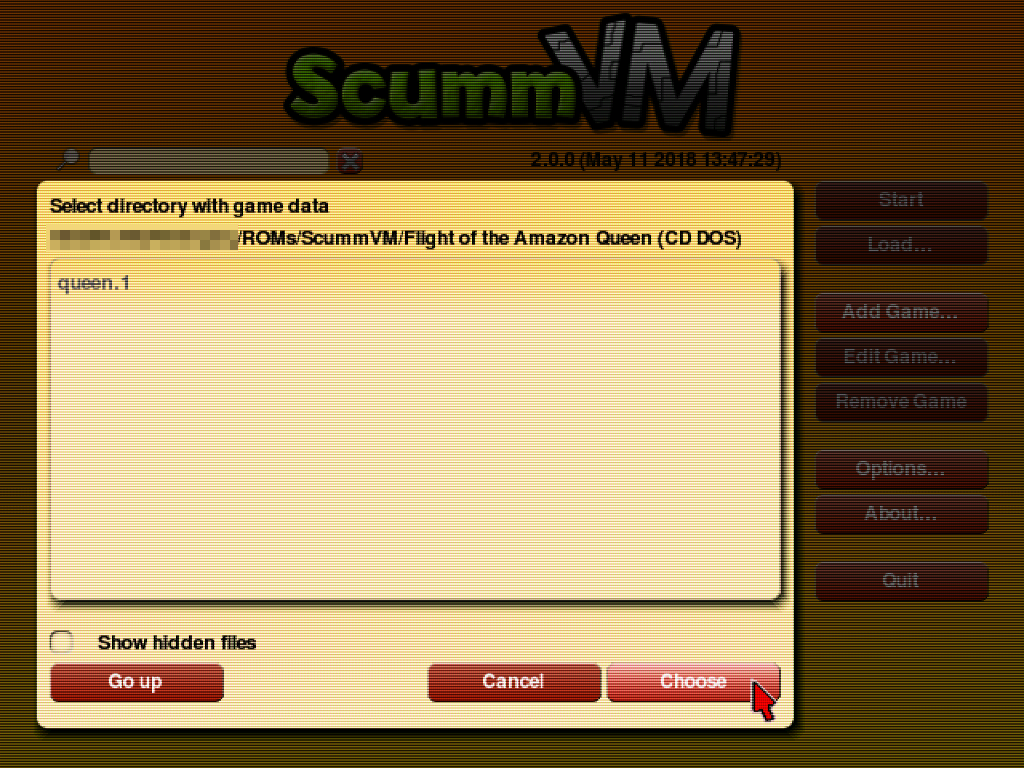 ScummVM
2.0.0 (May 11 2018 13:47:29)
Select directory with game data
/ROMs/ScummVM/Flight of the Amazon Queen (CD DOS)
queen.1
Show hidden files
Go up
Cancel
Choose
Start
Load...
Add Game...
Edit Game...
Remove Game
Options...
About...
Quit